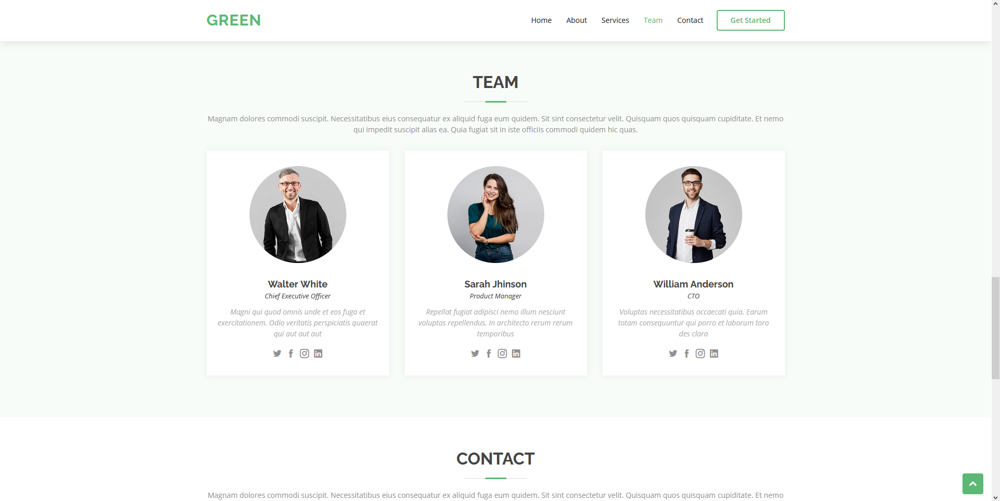 GREEN
Home About Services Team Contact Get Started
TEAM
Magnam dolores commodi suscipit. Necessitatibus eius consequatur ex aliquid fuga eum quidem. Sit sint consectetur velit. Quisquam quos quisquam cupiditate. Et nemo
qui impedit suscipit alias ea. Quia fugiat sit in iste officiis commodi quidem hic quas.
Walter White
Chief Executive Officer
Magni qui quod omnis unde et eos fuga et
exercitationem. Odio veritatis perspiciatis quaerat
qui aut aut aut
Sarah Jhinson
Product Manager
Repellat fugiat adipisci nemo illum nesciunt
voluptas repellendus. In architecto rerum rerum
temporibus
William Anderson
CTO
Voluptas necessitatibus occaecati quia. Earum
totam consequuntur qui porro et laborum toro
des clara
CONTACT
Magnam dolores commodi suscipit. Necessitatibus eius consequatur ex aliquid fuga eum quidem. Sit sint consectetur velit. Quisquam quos quisquam cupiditate. Et nemo